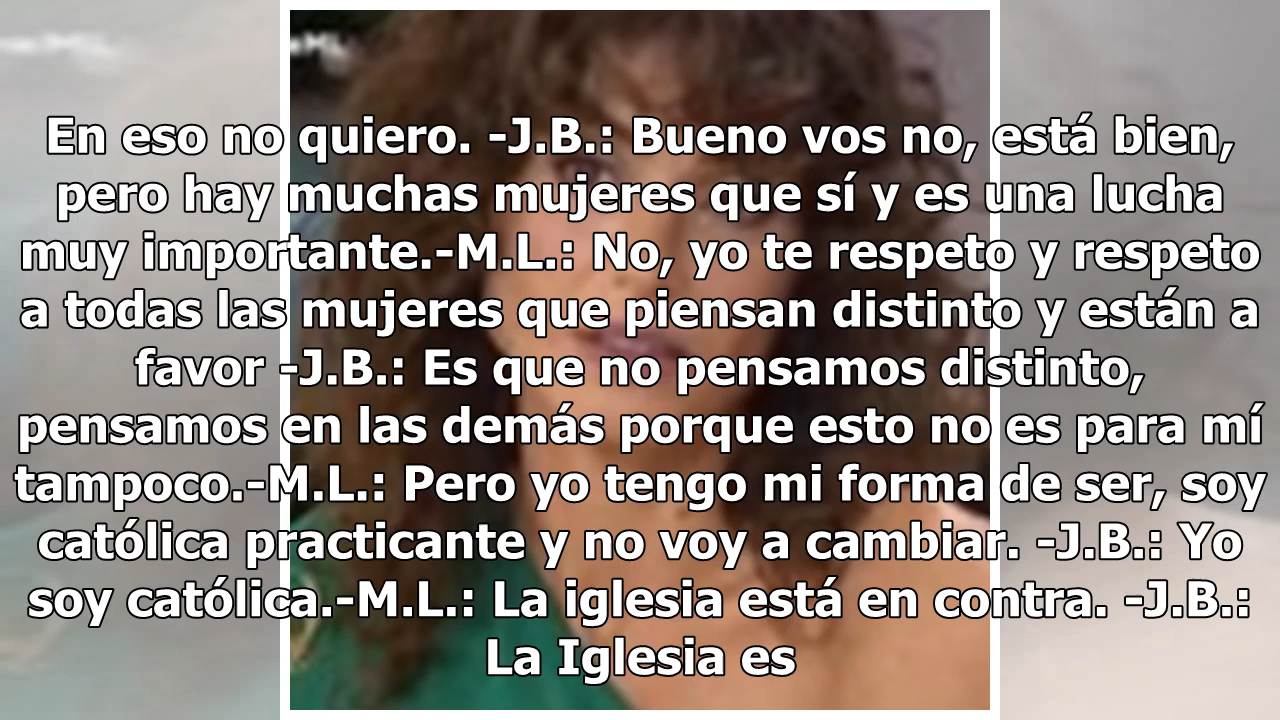 En eso no quiero. -J.B.: Bueno vos no, está bien,
pero hay muchas mujeres que sí y es una lucha
muy importante.-M.L.: No, yo te respeto y respeto
a todas las mujeres que piensan distinto y están a
favor -J.B.: Es que no pensamos distinto,
pensamos en las demás porque esto no es para mí
tampoco.-M.L.: Pero yo tengo mi forma de ser, soy
católica practicante y no voy a cambiar. -J.B.: Yo
soy católica.-M.L.: La iglesia está en contra. -J.B.:
La Iglesia es